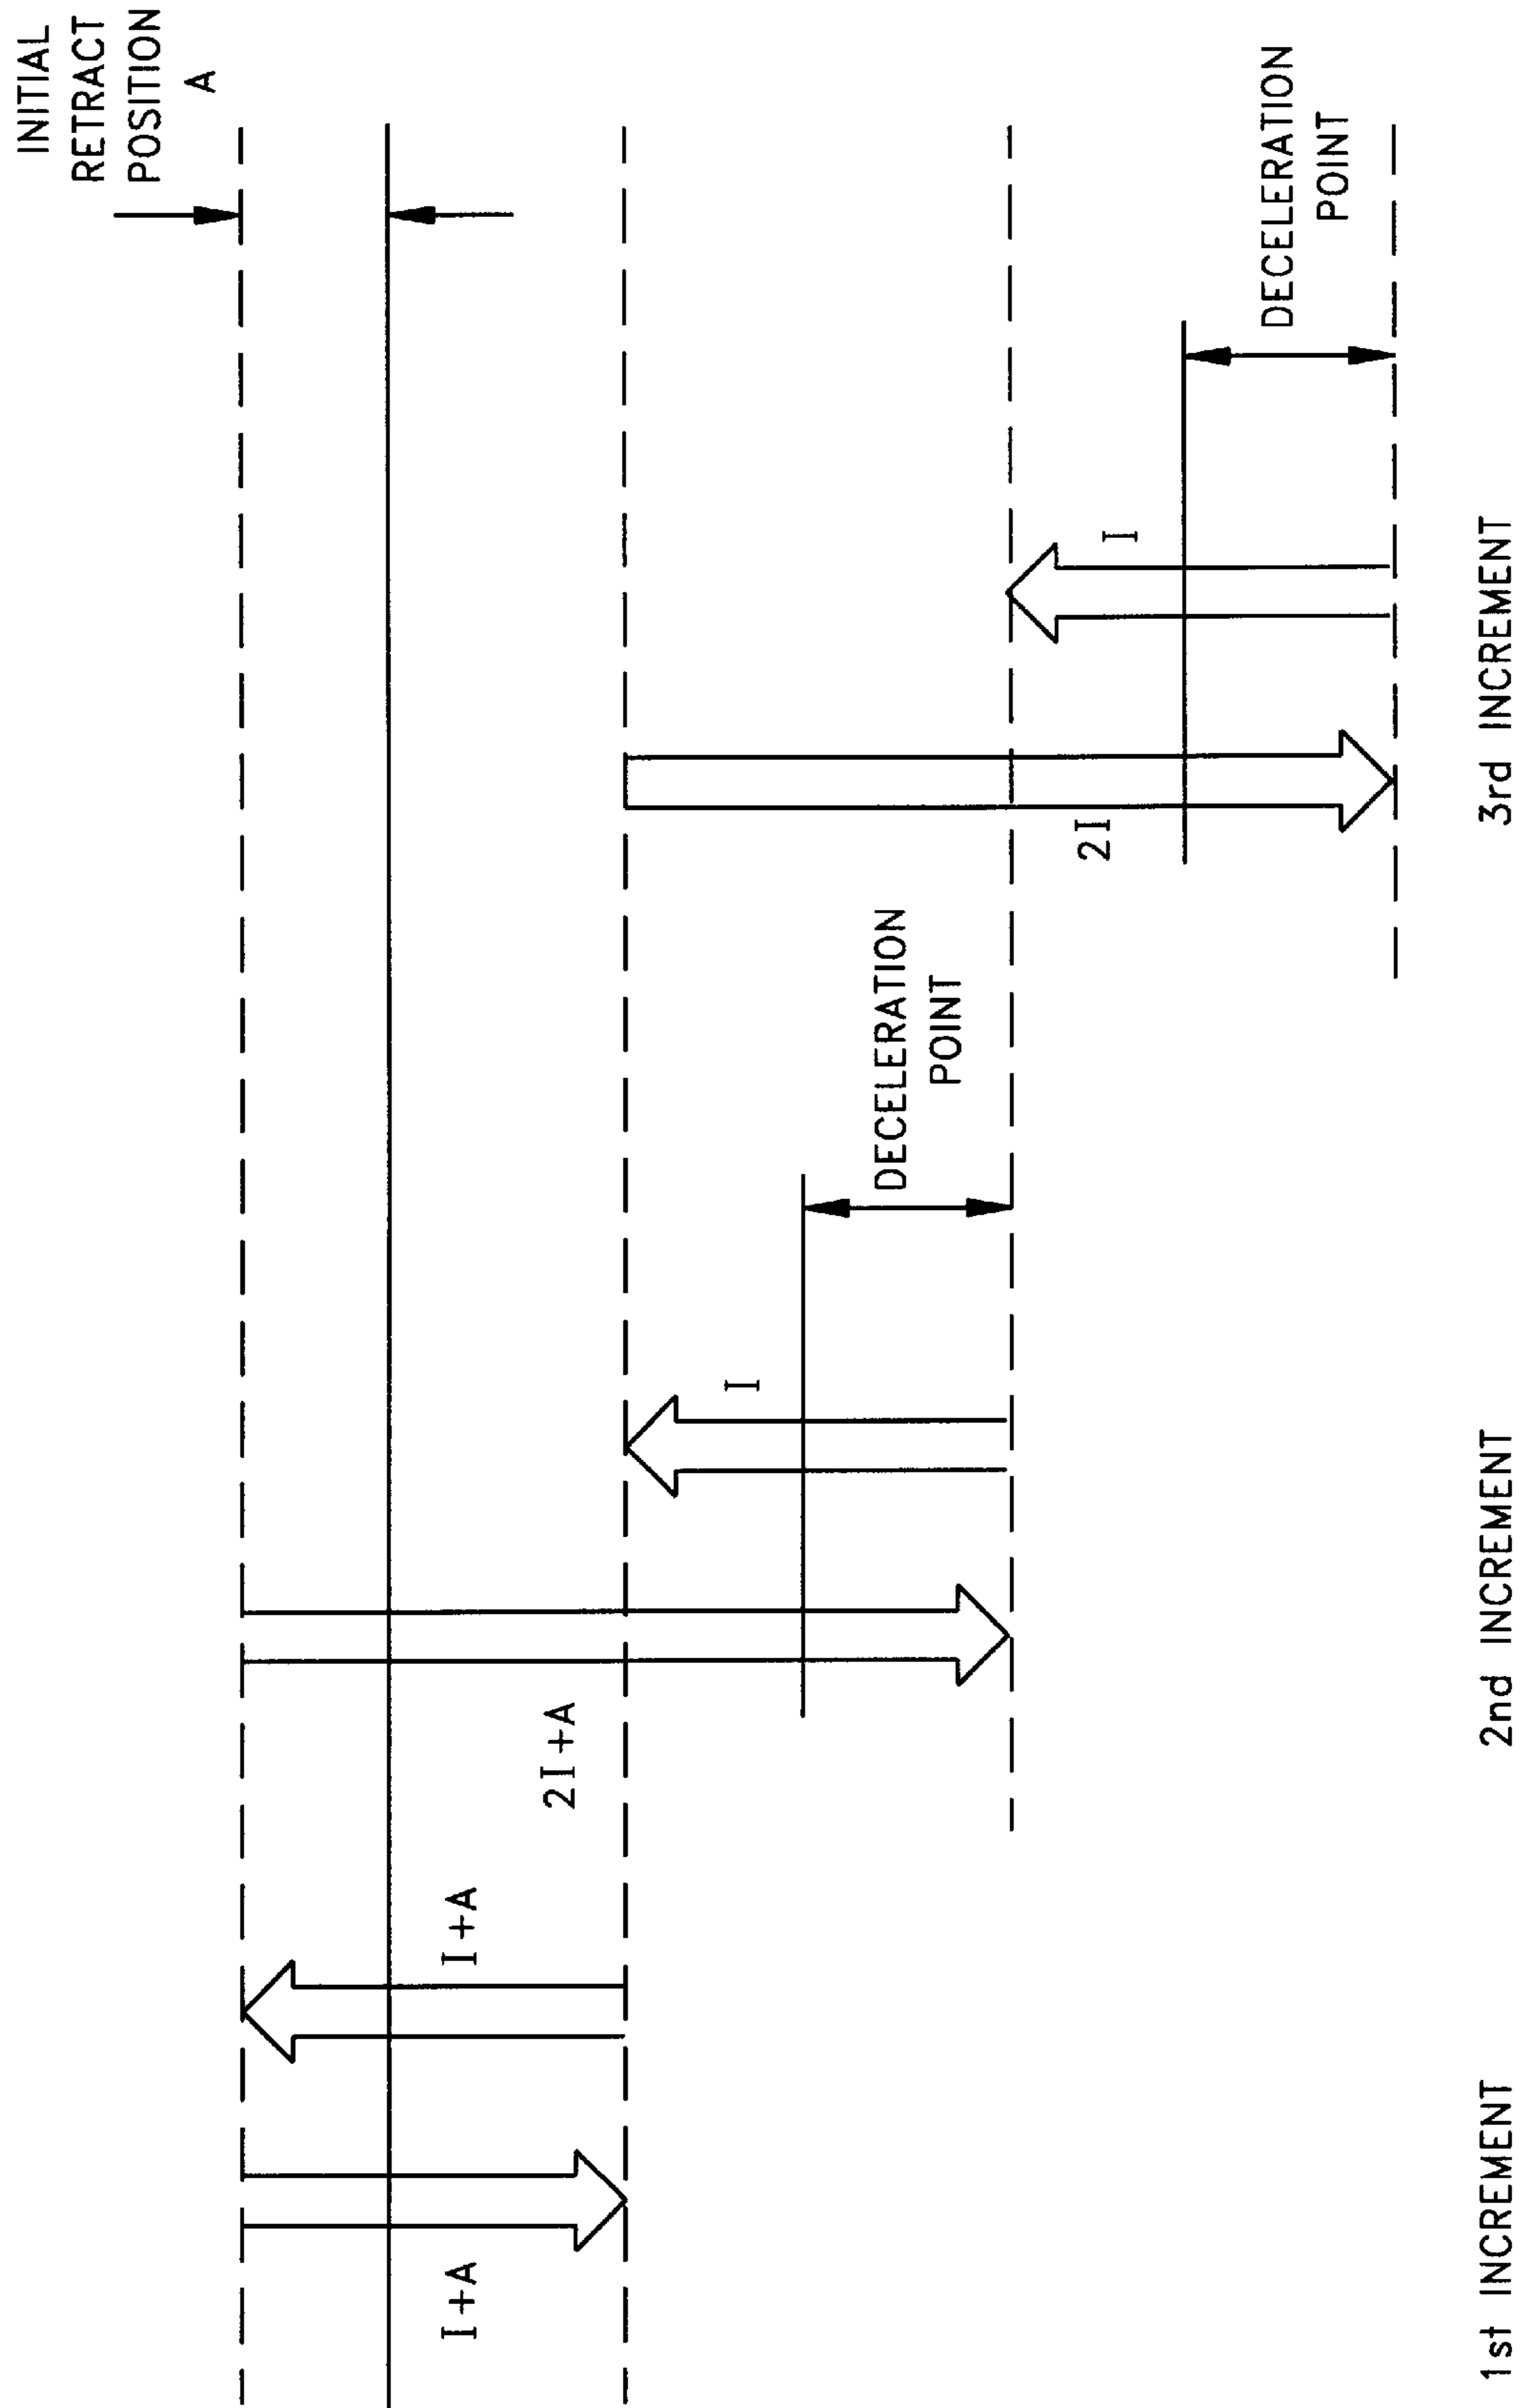 INITIAL
RETRACT
POSITION
A
I+A
I+A
1st INCREMENT
2I+A
I
DECELERATION
POINT
2nd INCREMENT
2I
I
DECELERATION
POINT
3rd INCREMENT